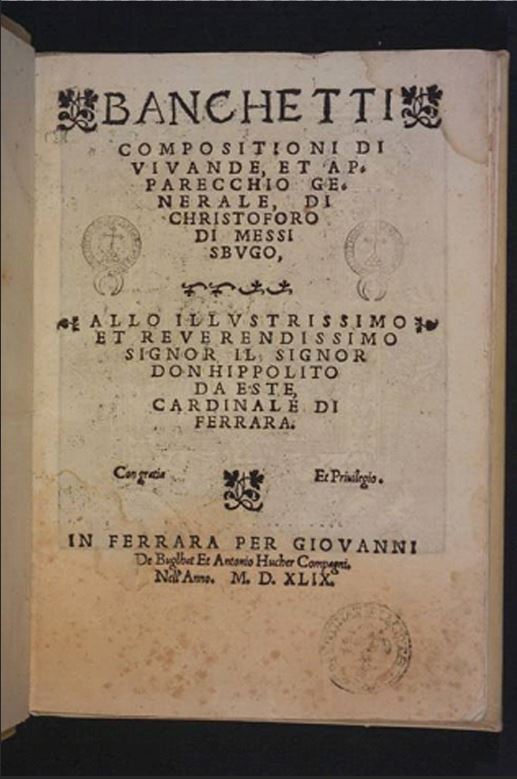 BANCHETTI
COMPOSITIONI DI
VIVANDE, ET AP-
PARECCHIO GE-
NERALE, DI
CHRISTOFORO
DI MESSI
SBVGO,
ALLO ILLVSTRISSIMO
ET REVERENDISSIMO
SIGNOR IL SIGNOR
DON HIPPOLITO
DA ESTE,
CARDINALE DI
FERRARA.
Con gratia Et Priuilegio.
IN FERRARA PER GIOVANNI
De Buglhat Et Antonio Hucher Compagni.
Nell'Anno. M. D. XLIX.